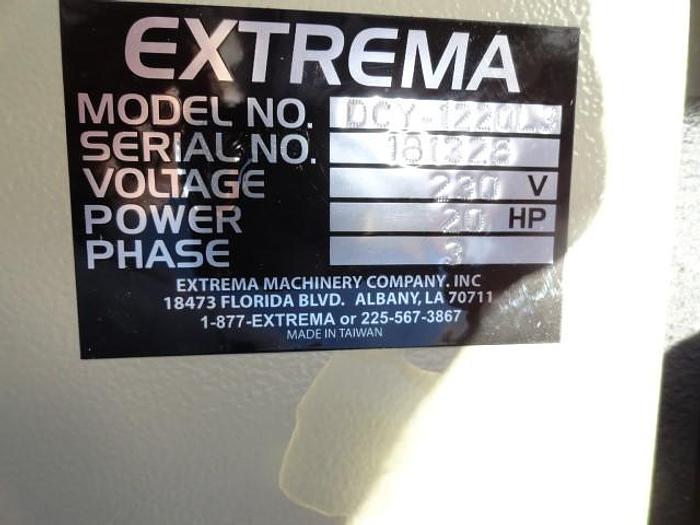 EXTREMA
MODEL NO. DCY-1220L3
SERIAL NO. 181328
VOLTAGE 230 V
POWER 20 HP
PHASE 3
EXTREMA MACHINERY COMPANY. INC
18473 FLORIDA BLVD. ALBANY, LA 70711
1-877-EXTREMA or 225-567-3867
MADE IN TAIWAN